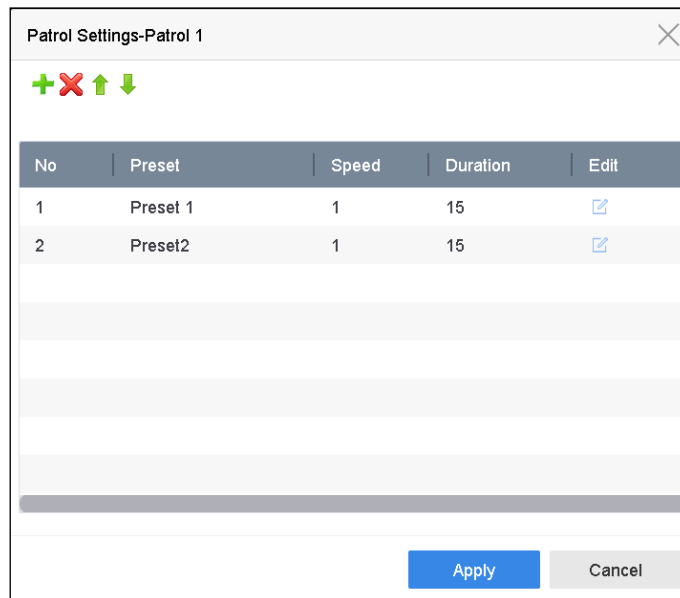 Patrol Settings-Patrol 1
No Preset Speed Duration Edit
1 Preset 1 1 15
2 Preset2 1 15
Apply Cancel